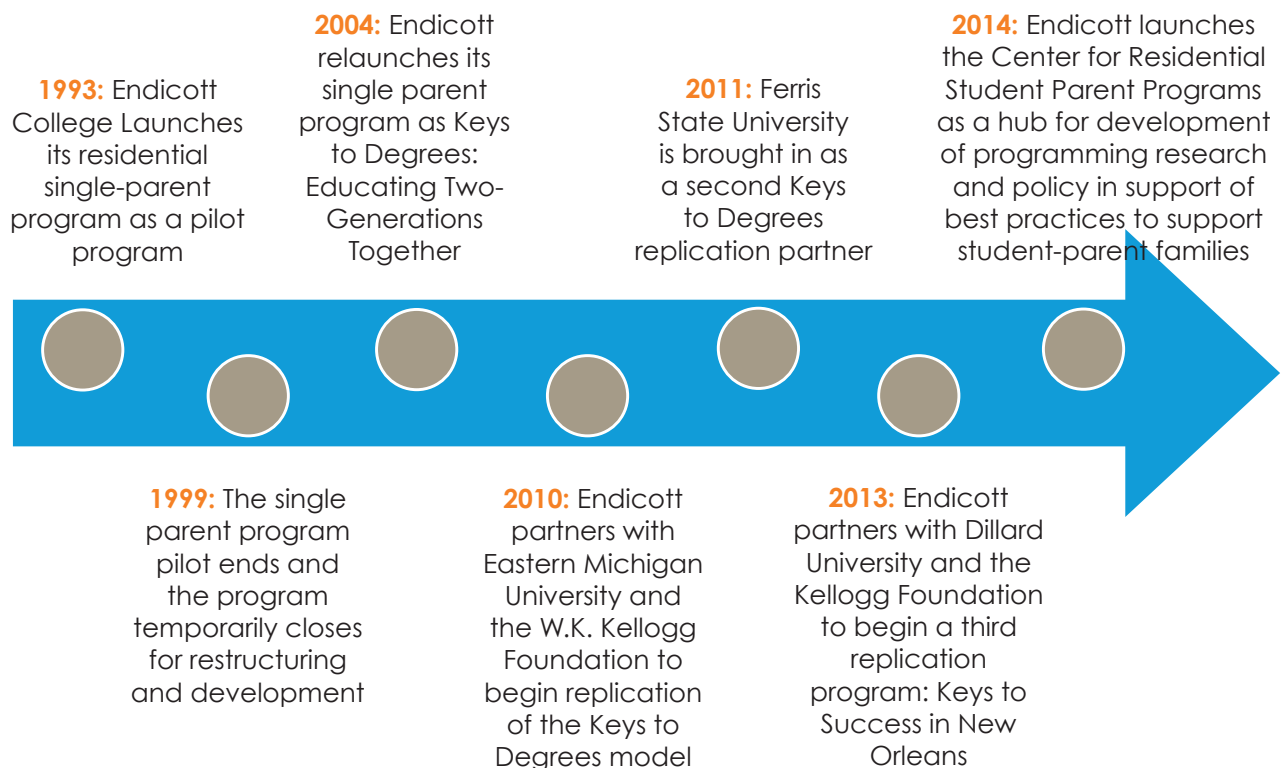 1993: Endicott
College Launches
its residential
single-parent
program as a pilot
program
1999: The single
parent program
pilot ends and
the program
temporarily closes
for restructuring
and development
2004: Endicott
relaunches its
single parent
program as Keys
to Degrees:
Educating Two-
Generations
Together
2010: Endicott
partners with
Eastern Michigan
University and
the W.K. Kellogg
Foundation to
begin replication
of the Keys to
Degrees model
2011: Ferris
State University
is brought in as
a second Keys
to Degrees
replication partner
2013: Endicott
partners with Dillard
University and the
Kellogg Foundation
to begin a third
replication
program: Keys to
Success in New
Orleans
2014: Endicott launches
the Center for Residential
Student Parent Programs
as a hub for development
of programming research
and policy in support of
best practices to support
student-parent families